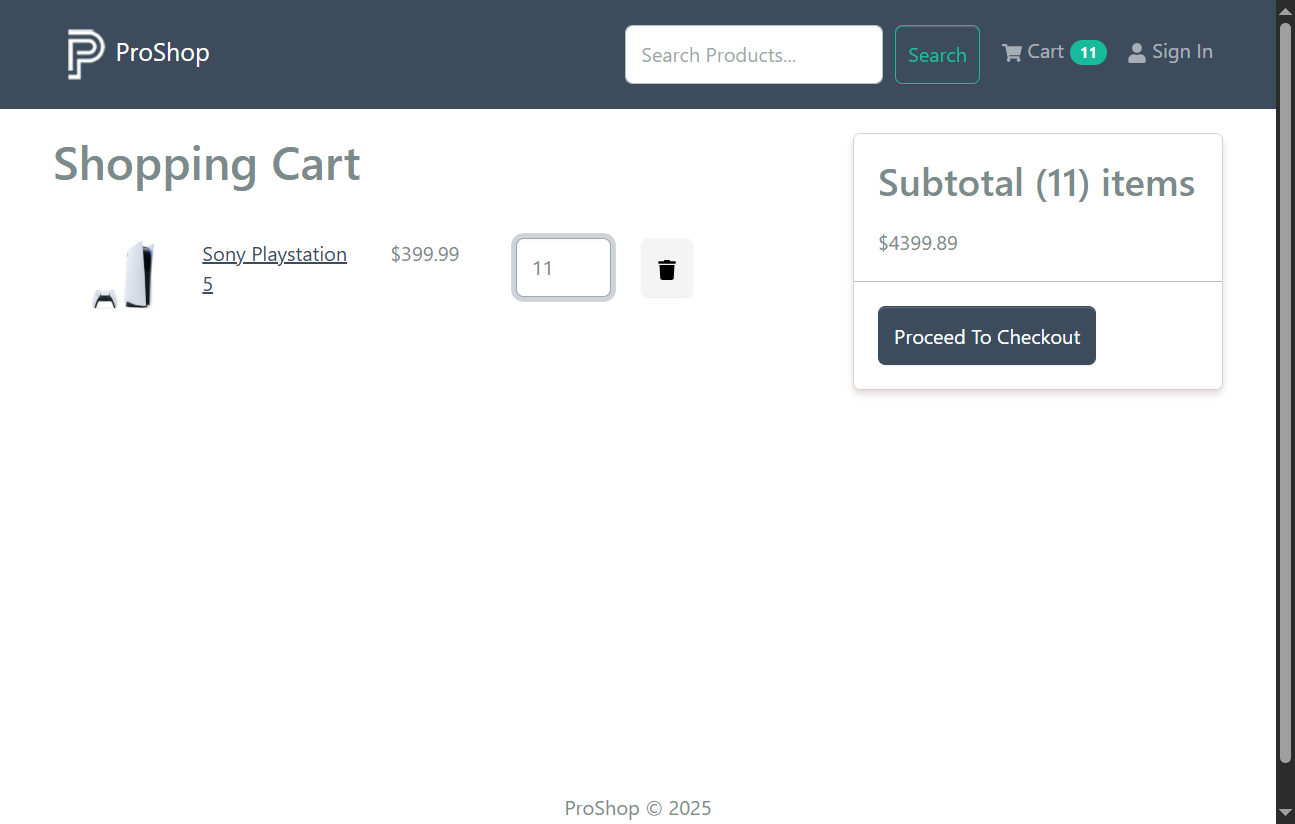 ProShop
Search Products...
Search
Cart 11
Sign In
Shopping Cart
Sony Playstation
5
$399.99
11
Subtotal (11) items
$4399.89
Proceed To Checkout
ProShop © 2025